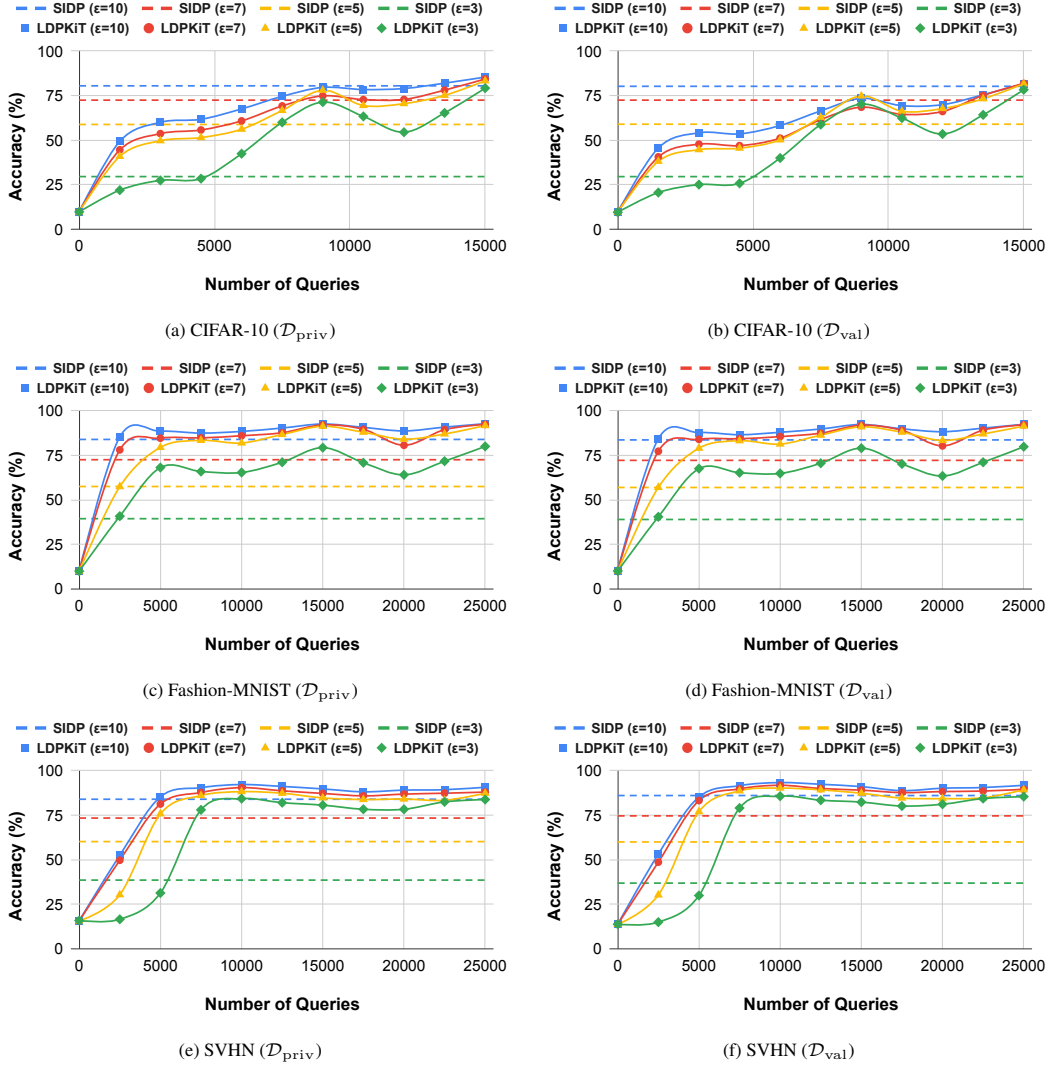 SIDP (ε=10) SIDP (ε=7) SIDP (ε=5) SIDP (ε=3)
LDPKiT (ε=10) LDPKiT (ε=7) LDPKiT (ε=5) LDPKiT (ε=3)
100
75
50
25
0
Accuracy (%)
0 5000 10000 15000
Number of Queries
(a) CIFAR-10 (𝒟priv)
SIDP (ε=10) SIDP (ε=7) SIDP (ε=5) SIDP (ε=3)
LDPKiT (ε=10) LDPKiT (ε=7) LDPKiT (ε=5) LDPKiT (ε=3)
100
75
50
25
0
Accuracy (%)
0 5000 10000 15000
Number of Queries
(b) CIFAR-10 (𝒟val)
SIDP (ε=10) SIDP (ε=7) SIDP (ε=5) SIDP (ε=3)
LDPKiT (ε=10) LDPKiT (ε=7) LDPKiT (ε=5) LDPKiT (ε=3)
100
75
50
25
0
Accuracy (%)
0 5000 10000 15000 20000 25000
Number of Queries
(c) Fashion-MNIST (𝒟priv)
SIDP (ε=10) SIDP (ε=7) SIDP (ε=5) SIDP (ε=3)
LDPKiT (ε=10) LDPKiT (ε=7) LDPKiT (ε=5) LDPKiT (ε=3)
100
75
50
25
0
Accuracy (%)
0 5000 10000 15000 20000 25000
Number of Queries
(d) Fashion-MNIST (𝒟val)
SIDP (ε=10) SIDP (ε=7) SIDP (ε=5) SIDP (ε=3)
LDPKiT (ε=10) LDPKiT (ε=7) LDPKiT (ε=5) LDPKiT (ε=3)
100
75
50
25
0
Accuracy (%)
0 5000 10000 15000 20000 25000
Number of Queries
(e) SVHN (𝒟priv)
SIDP (ε=10) SIDP (ε=7) SIDP (ε=5) SIDP (ε=3)
LDPKiT (ε=10) LDPKiT (ε=7) LDPKiT (ε=5) LDPKiT (ε=3)
100
75
50
25
0
Accuracy (%)
0 5000 10000 15000 20000 25000
Number of Queries
(f) SVHN (𝒟val)